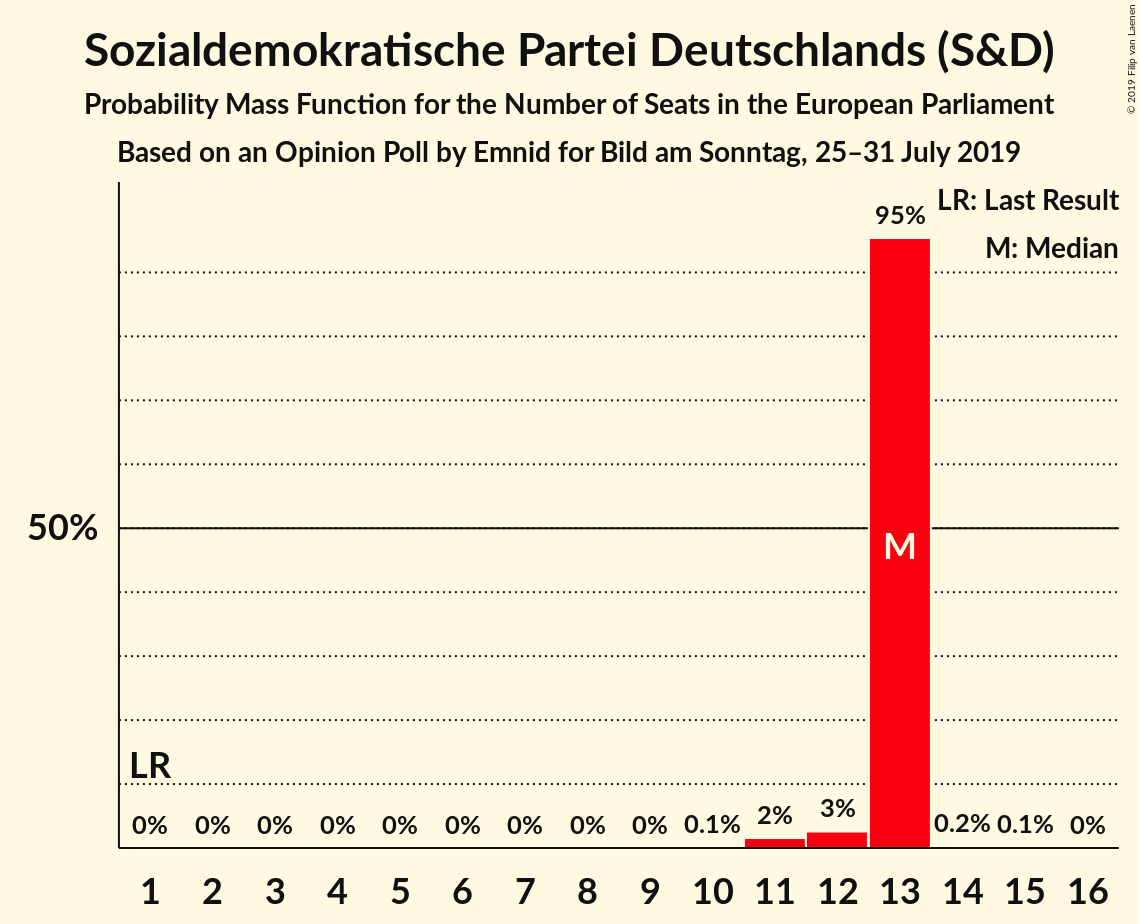 Sozialdemokratische Partei Deutschlands (S&D)
Probability Mass Function for the Number of Seats in the European Parliament
Based on an Opinion Poll by Emnid for Bild am Sonntag, 25–31 July 2019
© 2019 Filip van Laenen
LR: Last Result
M: Median
95%
50%
M
LR
0% 0% 0% 0% 0% 0% 0% 0% 0% 0.1% 2% 3% 0.2% 0.1% 0%
1 2 3 4 5 6 7 8 9 10 11 12 13 14 15 16